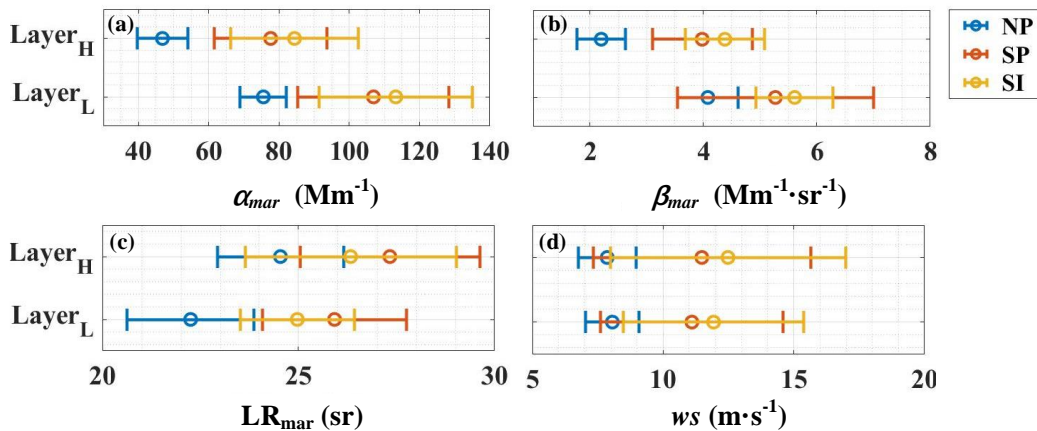 (a)
Layer_H
Layer_L
40 60 80 100 120 140
α_mar (Mm⁻¹)
(b)
2 4 6 8
β_mar (Mm⁻¹·sr⁻¹)
NP
SP
SI
(c)
Layer_H
Layer_L
20 25 30
LR_mar (sr)
(d)
5 10 15 20
ws (m·s⁻¹)